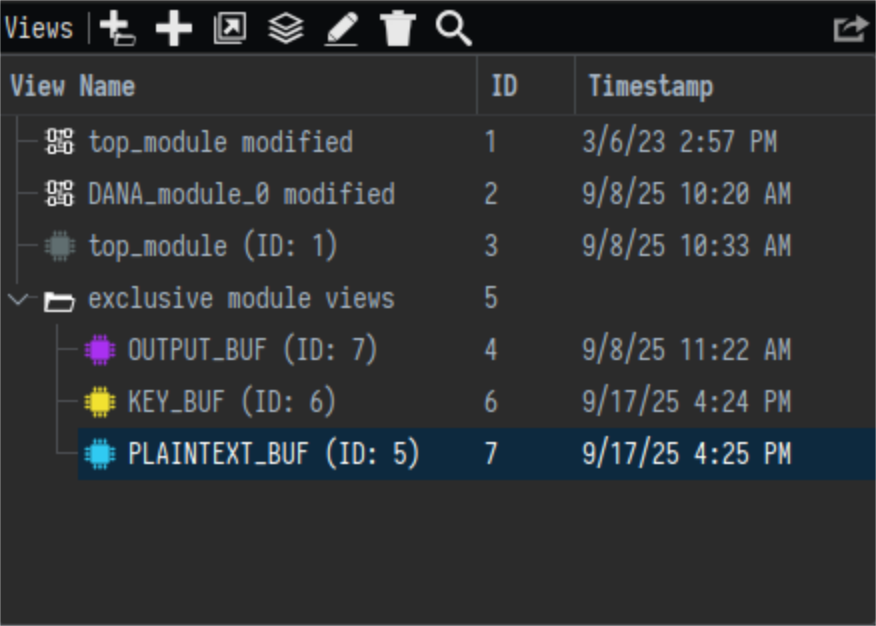 Views
View Name ID Timestamp
top_module modified 1 3/6/23 2:57 PM
DANA_module_0 modified 2 9/8/25 10:20 AM
top_module (ID: 1) 3 9/8/25 10:33 AM
exclusive module views 5
OUTPUT_BUF (ID: 7) 4 9/8/25 11:22 AM
KEY_BUF (ID: 6) 6 9/17/25 4:24 PM
PLAINTEXT_BUF (ID: 5) 7 9/17/25 4:25 PM